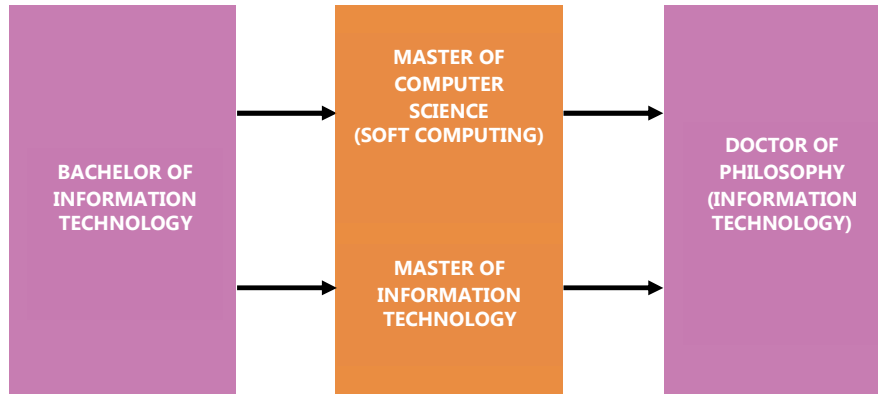 BACHELOR OF
INFORMATION
TECHNOLOGY
MASTER OF
COMPUTER
SCIENCE
(SOFT COMPUTING)
MASTER OF
INFORMATION
TECHNOLOGY
DOCTOR OF
PHILOSOPHY
(INFORMATION
TECHNOLOGY)